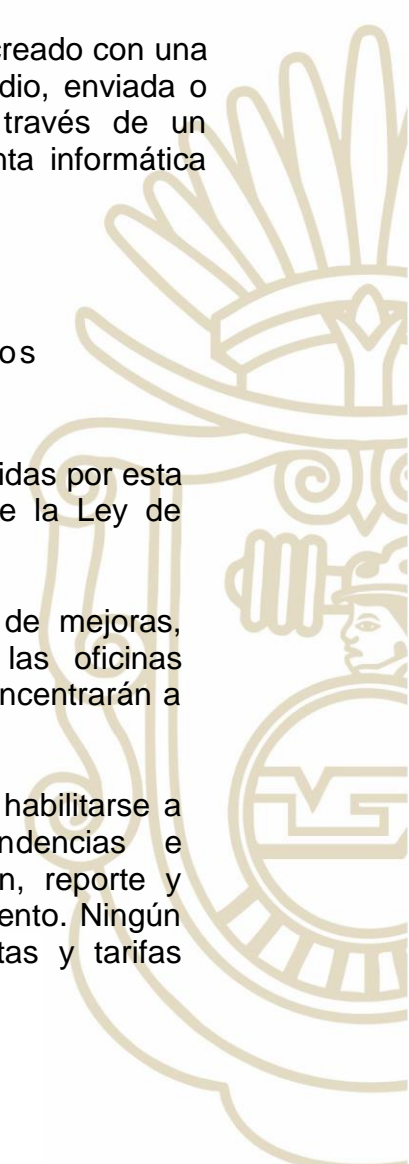 creado con una
dio, enviada o
través de un
nta informática
os
idas por esta
e la Ley de
de mejoras,
las oficinas
oncentrarán a
habilitarse a
ndencias e
n, reporte y
ento. Ningún
tas y tarifas